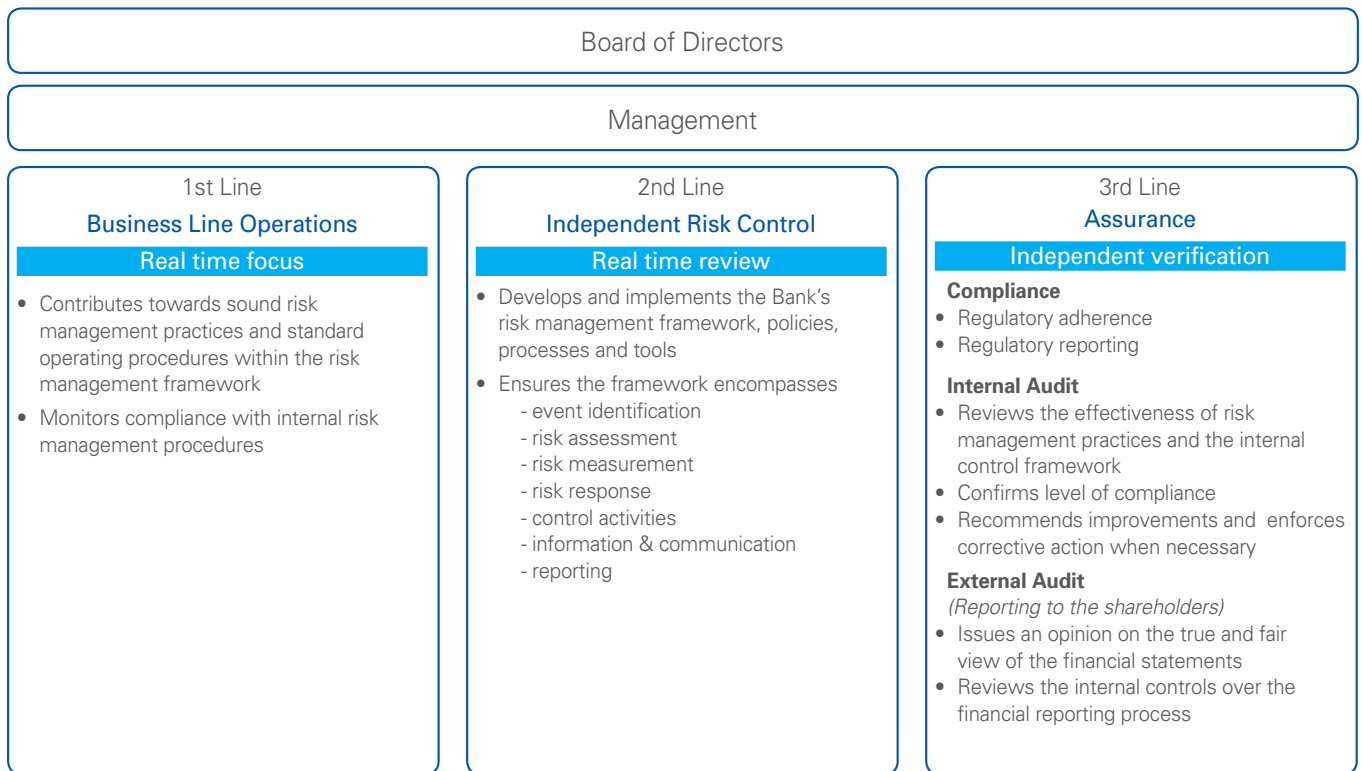 Board of Directors
Management
1st Line
Business Line Operations
Real time focus
• Contributes towards sound risk
management practices and standard
operating procedures within the risk
management framework
• Monitors compliance with internal risk
management procedures
2nd Line
Independent Risk Control
Real time review
• Develops and implements the Bank's
risk management framework, policies,
processes and tools
• Ensures the framework encompasses
- event identification
- risk assessment
- risk measurement
- risk response
- control activities
- information & communication
- reporting
3rd Line
Assurance
Independent verification
Compliance
• Regulatory adherence
• Regulatory reporting
Internal Audit
• Reviews the effectiveness of risk
management practices and the internal
control framework
• Confirms level of compliance
• Recommends improvements and enforces
corrective action when necessary
External Audit
(Reporting to the shareholders)
• Issues an opinion on the true and fair
view of the financial statements
• Reviews the internal controls over the
financial reporting process